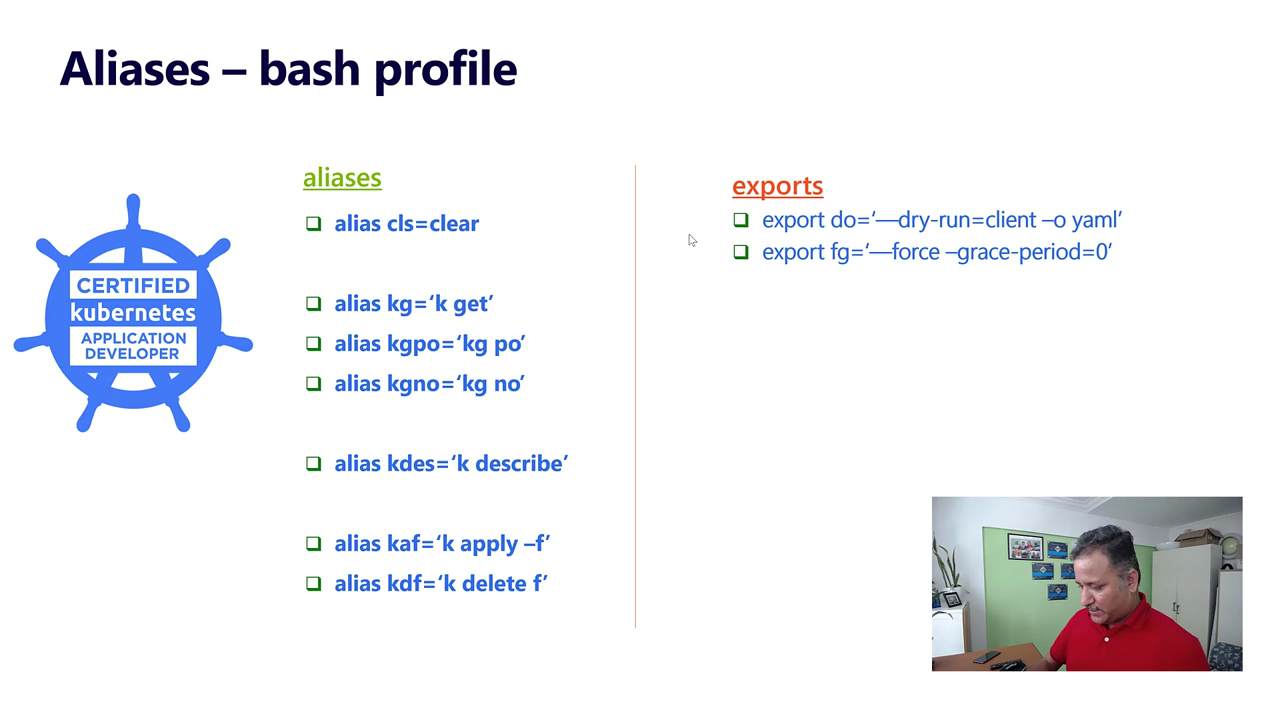 Aliases – bash profile
CERTIFIED
kubernetes
APPLICATION
DEVELOPER
aliases
alias cls=clear
alias kg=‘k get’
alias kgpo=‘kg po’
alias kgno=‘kg no’
alias kdes=‘k describe’
alias kaf=‘k apply –f’
alias kdf=‘k delete f’
exports
export do=‘—dry-run=client –o yaml’
export fg=‘—force –grace-period=0’